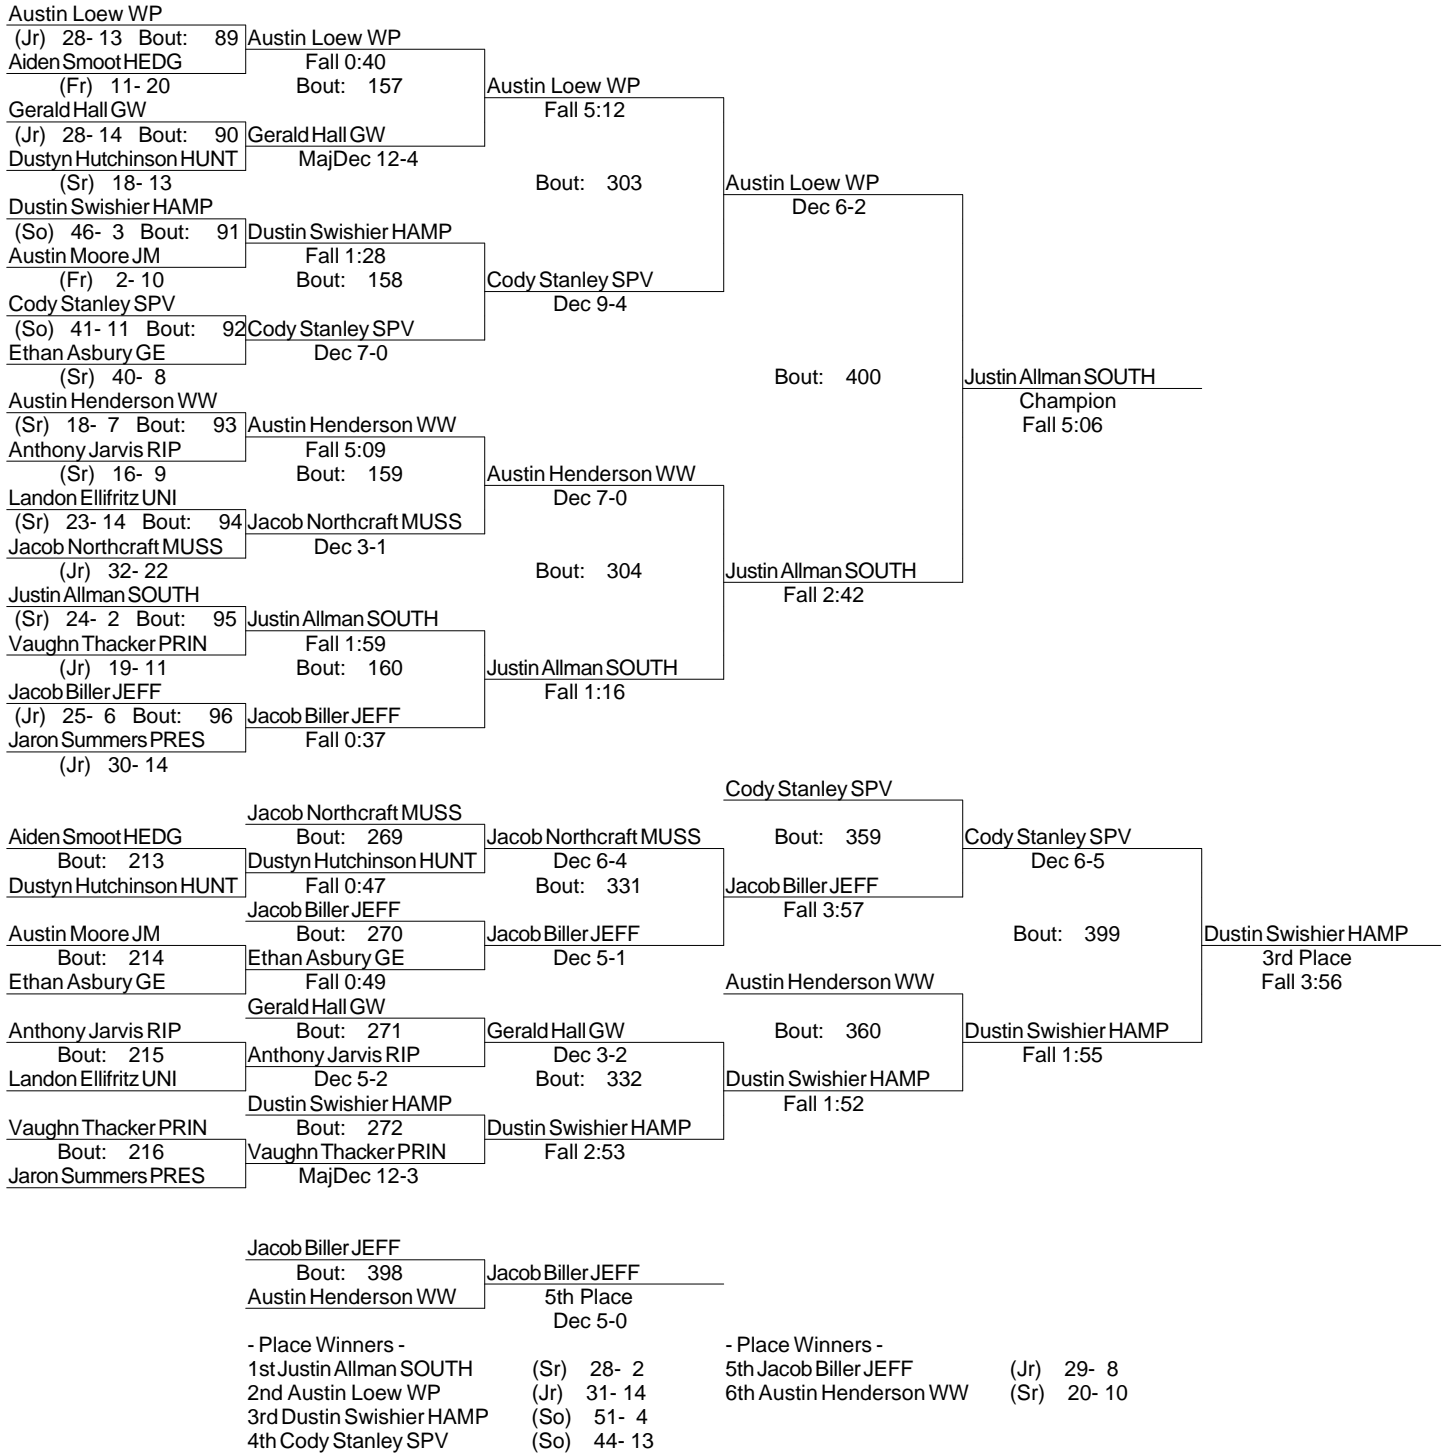 Austin Loew WP
(Jr) 28- 13 Bout: 89 Austin Loew WP
Aiden Smoot HEDG Fall 0:40
(Fr) 11- 20 Bout: 157 Austin Loew WP
Gerald Hall GW Fall 5:12
(Jr) 28- 14 Bout: 90 Gerald Hall GW
Dustyn Hutchinson HUNT MajDec 12-4
(Sr) 18- 13 Bout: 303 Austin Loew WP
Dustin Swishier HAMP Dec 6-2
(So) 46- 3 Bout: 91 Dustin Swishier HAMP
Austin Moore JM Fall 1:28
(Fr) 2- 10 Bout: 158 Cody Stanley SPV
Cody Stanley SPV Dec 9-4
(So) 41- 11 Bout: 92 Cody Stanley SPV
Ethan Asbury GE Dec 7-0
(Sr) 40- 8 Bout: 400 Justin Allman SOUTH
Austin Henderson WW Champion
(Sr) 18- 7 Bout: 93 Austin Henderson WW Fall 5:06
Anthony Jarvis RIP Fall 5:09
(Sr) 16- 9 Bout: 159 Austin Henderson WW
Landon Ellifritz UNI Dec 7-0
(Sr) 23- 14 Bout: 94 Jacob Northcraft MUSS
Jacob Northcraft MUSS Dec 3-1
(Jr) 32- 22 Bout: 304 Justin Allman SOUTH
Justin Allman SOUTH Fall 2:42
(Sr) 24- 2 Bout: 95 Justin Allman SOUTH
Vaughn Thacker PRIN Fall 1:59
(Jr) 19- 11 Bout: 160 Justin Allman SOUTH
Jacob Biller JEFF Fall 1:16
(Jr) 25- 6 Bout: 96 Jacob Biller JEFF
Jaron Summers PRES Fall 0:37
(Jr) 30- 14
Cody Stanley SPV
Jacob Northcraft MUSS
Aiden Smoot HEDG Bout: 269 Jacob Northcraft MUSS Bout: 359 Cody Stanley SPV
Bout: 213 Dustyn Hutchinson HUNT Dec 6-4 Dec 6-5
Dustyn Hutchinson HUNT Fall 0:47 Bout: 331 Jacob Biller JEFF
Jacob Biller JEFF Fall 3:57
Austin Moore JM Bout: 270 Jacob Biller JEFF Bout: 399 Dustin Swishier HAMP
Bout: 214 Ethan Asbury GE Dec 5-1 3rd Place
Ethan Asbury GE Fall 0:49 Austin Henderson WW Fall 3:56
Gerald Hall GW
Anthony Jarvis RIP Bout: 271 Gerald Hall GW Bout: 360 Dustin Swishier HAMP
Bout: 215 Anthony Jarvis RIP Dec 3-2 Fall 1:55
Landon Ellifritz UNI Dec 5-2 Bout: 332 Dustin Swishier HAMP
Dustin Swishier HAMP Fall 1:52
Vaughn Thacker PRIN Bout: 272 Dustin Swishier HAMP
Bout: 216 Vaughn Thacker PRIN Fall 2:53
Jaron Summers PRES MajDec 12-3
Jacob Biller JEFF
Bout: 398 Jacob Biller JEFF
Austin Henderson WW 5th Place
Dec 5-0
- Place Winners - - Place Winners -
1st Justin Allman SOUTH (Sr) 28- 2 5th Jacob Biller JEFF (Jr) 29- 8
2nd Austin Loew WP (Jr) 31- 14 6th Austin Henderson WW (Sr) 20- 10
3rd Dustin Swishier HAMP (So) 51- 4
4th Cody Stanley SPV (So) 44- 13